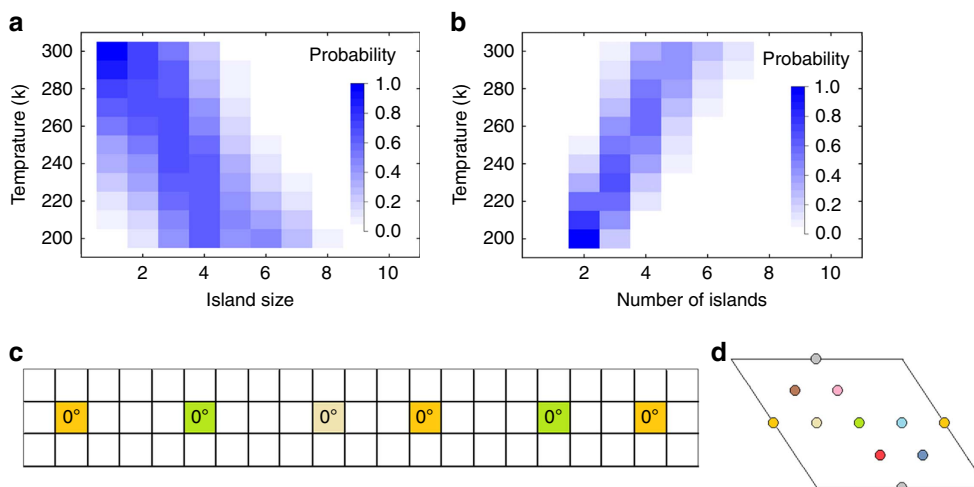 a
Probability
1.0
0.8
0.6
0.4
0.2
0.0
300
280
260
240
220
200
Temprature (k)
2 4 6 8 10
Island size
b
Probability
1.0
0.8
0.6
0.4
0.2
0.0
300
280
260
240
220
200
Temprature (k)
2 4 6 8 10
Number of islands
c
0° 0° 0° 0° 0° 0°
d